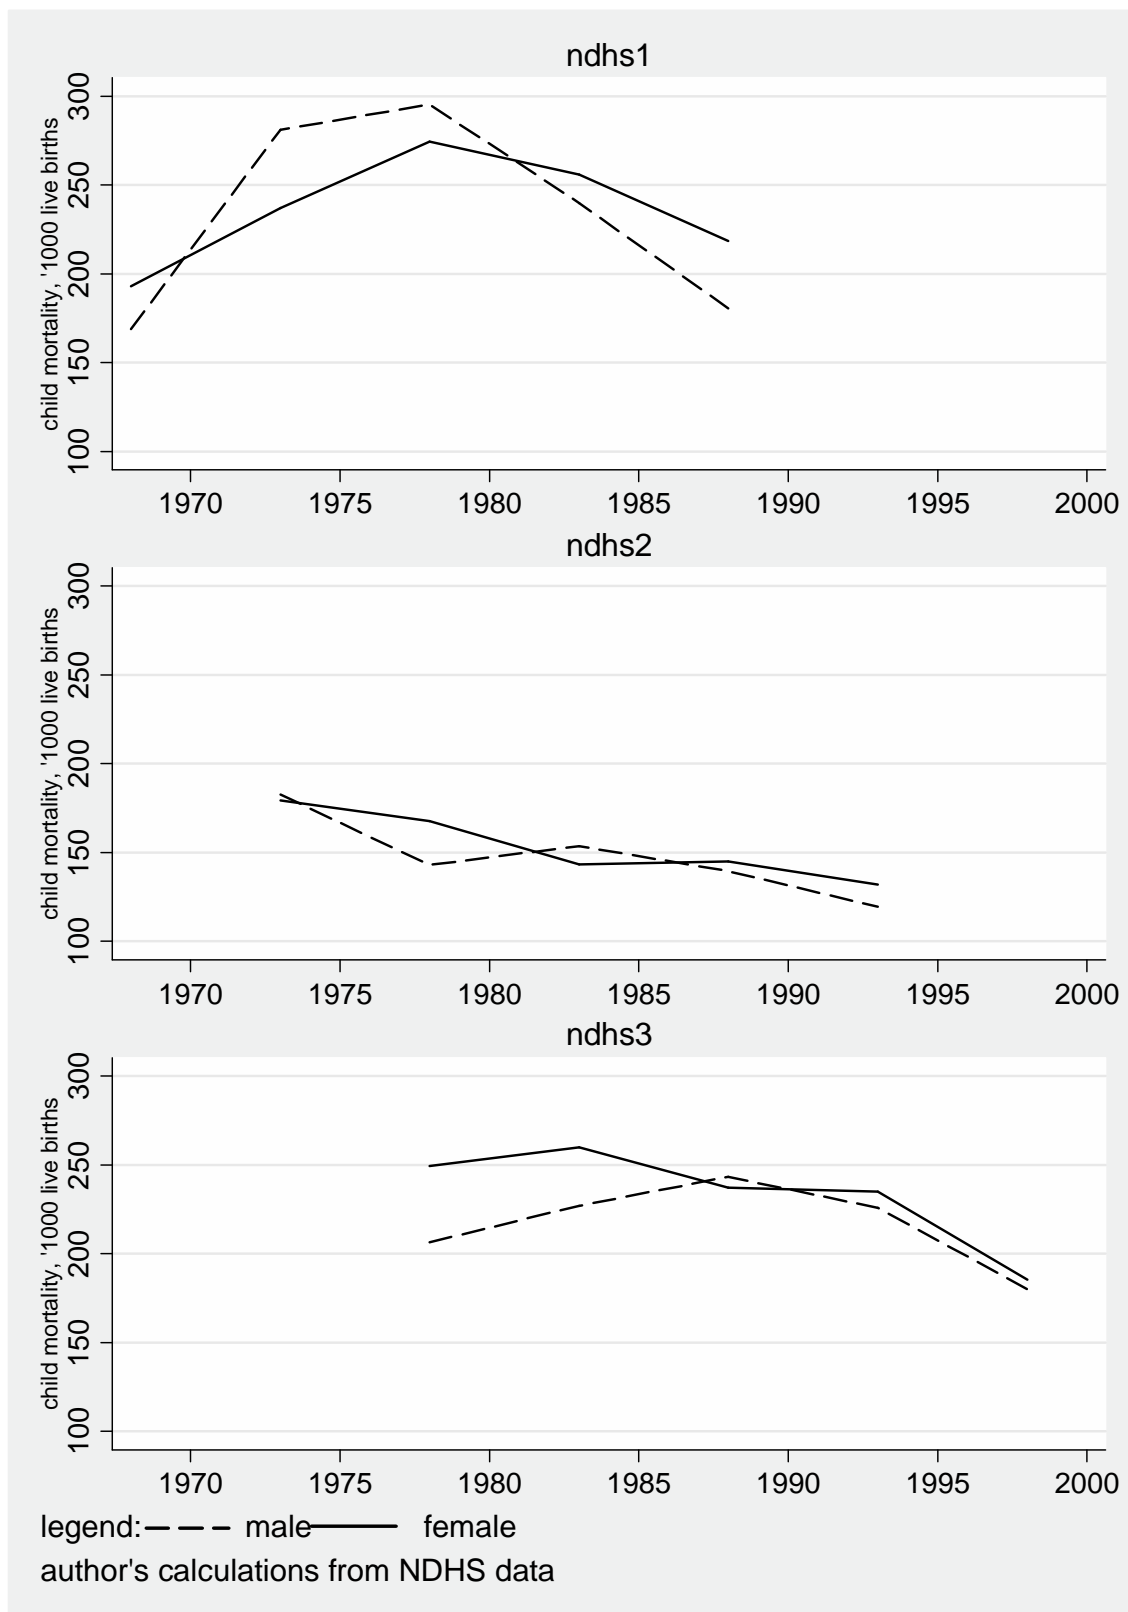 ndhs1
child mortality, '1000 live births
300
250
200
150
100
1970 1975 1980 1985 1990 1995 2000
ndhs2
child mortality, '1000 live births
300
250
200
150
100
1970 1975 1980 1985 1990 1995 2000
ndhs3
child mortality, '1000 live births
300
250
200
150
100
1970 1975 1980 1985 1990 1995 2000
legend: male female
author's calculations from NDHS data